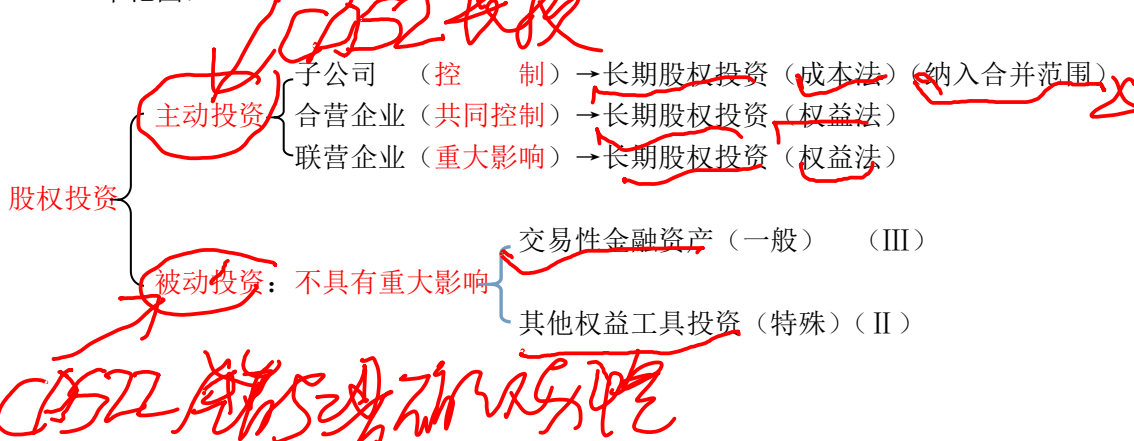 CAS2 长投
子公司 （控 制）→长期股权投资（成本法）（纳入合并范围）
主动投资
合营企业（共同控制）→长期股权投资（权益法）
联营企业（重大影响）→长期股权投资（权益法）
股权投资
交易性金融资产（一般） （Ⅲ）
被动投资：不具有重大影响
其他权益工具投资（特殊）（Ⅱ）
CAS22